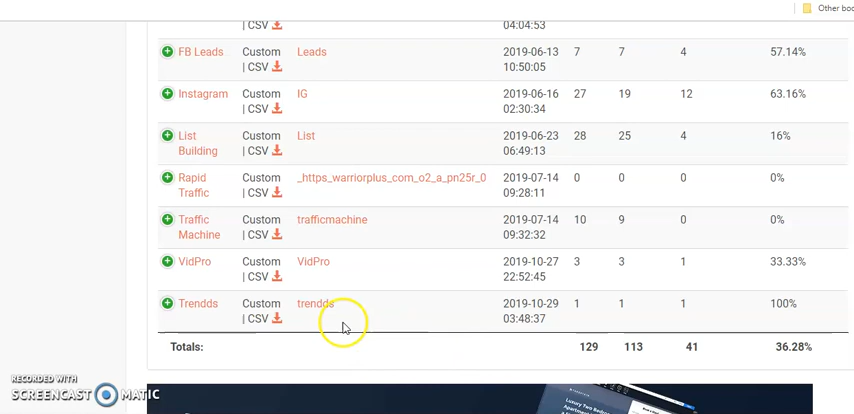 Other boo
| CSV 04:04:53
FB Leads Custom Leads 2019-06-13 7 7 4 57.14%
| CSV 10:50:05
Instagram Custom IG 2019-06-16 27 19 12 63.16%
| CSV 02:30:34
List Custom List 2019-06-23 28 25 4 16%
Building | CSV 06:49:13
Rapid Custom _https_warriorplus_com_o2_a_pn25r_0 2019-07-14 0 0 0 0%
Traffic | CSV 09:28:11
Traffic Custom trafficmachine 2019-07-14 10 9 0 0%
Machine | CSV 09:32:32
VidPro Custom VidPro 2019-10-27 3 3 1 33.33%
| CSV 22:52:45
Trendds Custom trendds 2019-10-29 1 1 1 100%
| CSV 03:48:37
Totals: 129 113 41 36.28%
RECORDED WITH
SCREENCAST MATIC
Luxury Two Bedroo
Apartme